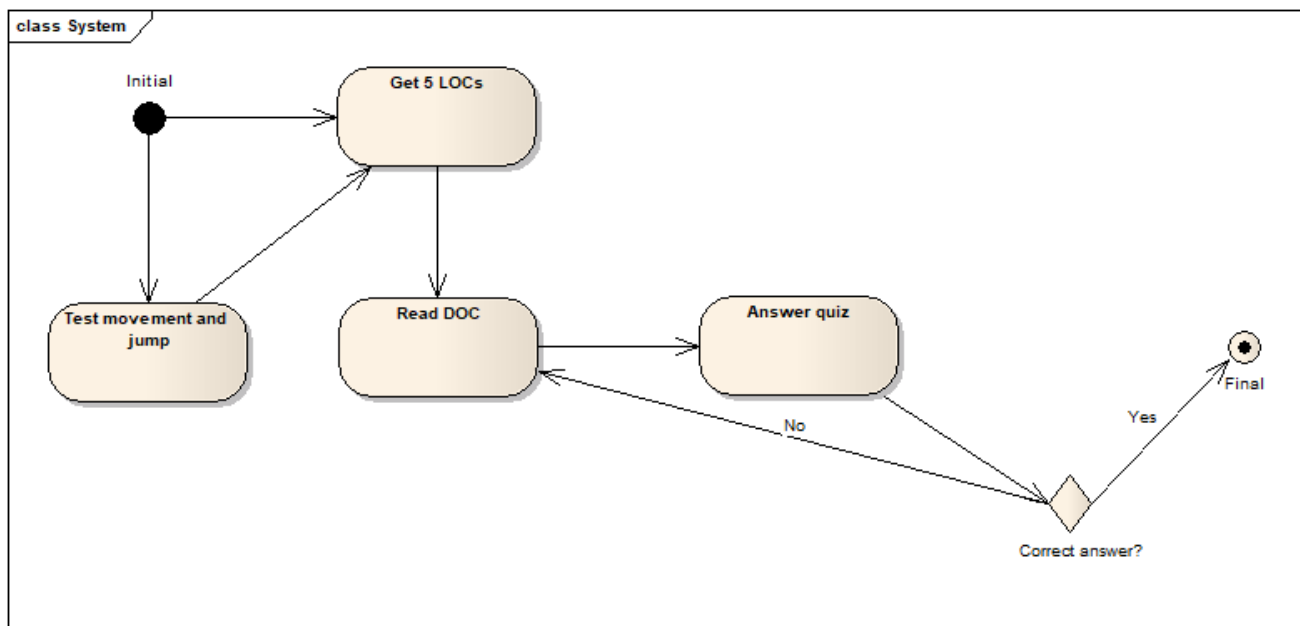 class System
Initial
Get 5 LOCs
Test movement and
jump
Read DOC
Answer quiz
No
Yes
Final
Correct answer?